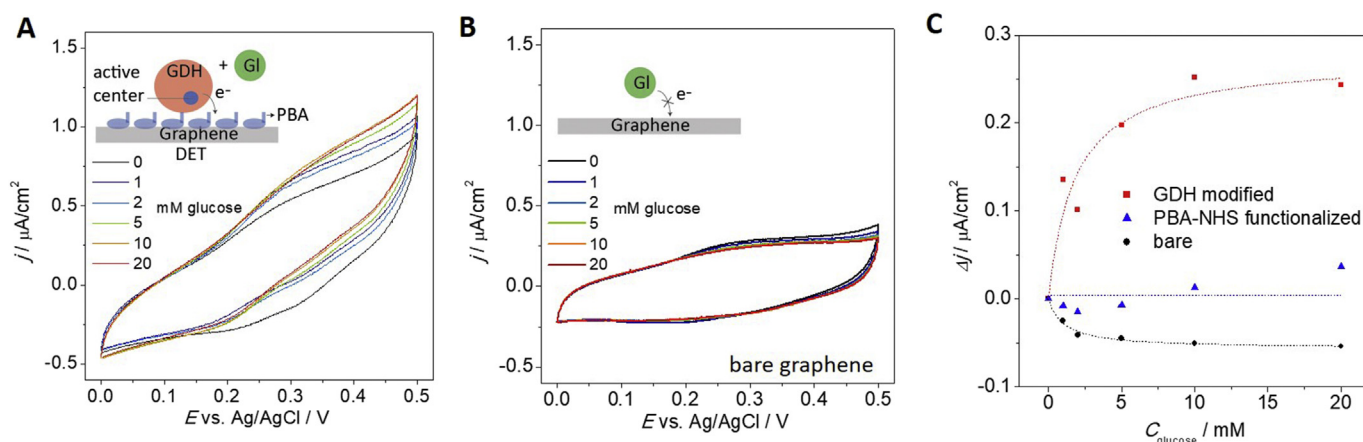 A
1.5
1.0
0.5
0.0
-0.5
j / μA/cm²
GDH
+
Gl
active
center
e-
PBA
Graphene
DET
0
1
2
5
10
20
mM glucose
0.0 0.1 0.2 0.3 0.4 0.5
E vs. Ag/AgCl / V
B
1.5
1.0
0.5
0.0
-0.5
j / μA/cm²
Gl
e-
Graphene
0
1
2
5
10
20
mM glucose
bare graphene
0.0 0.1 0.2 0.3 0.4 0.5
E vs. Ag/AgCl / V
C
0.3
0.2
0.1
0.0
-0.1
Δj / μA/cm²
GDH modified
PBA-NHS functionalized
bare
0 5 10 15 20
C glucose / mM